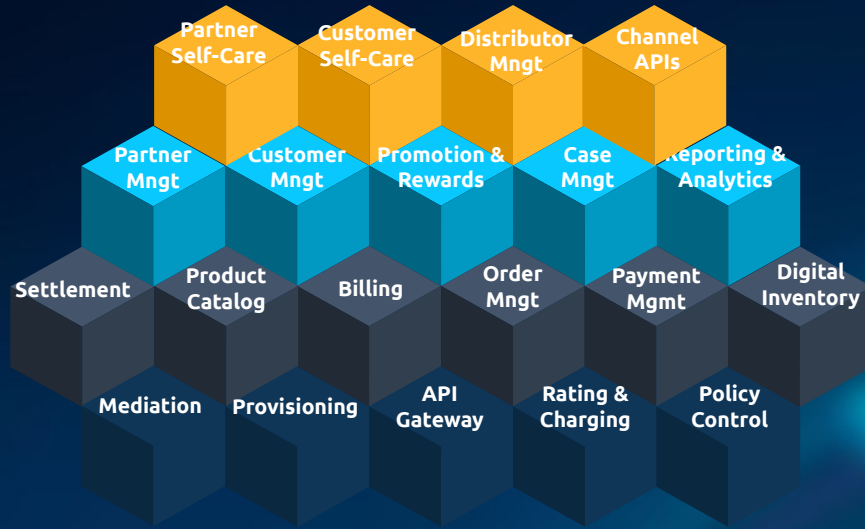 Partner
Self-Care
Customer
Self-Care
Distributor
Mngt
Channel
APIs
Partner
Mngt
Customer
Mngt
Promotion &
Rewards
Case
Mngt
Reporting &
Analytics
Settlement
Product
Catalog
Billing
Order
Mngt
Payment
Mgmt
Digital
Inventory
Mediation
Provisioning
API
Gateway
Rating &
Charging
Policy
Control